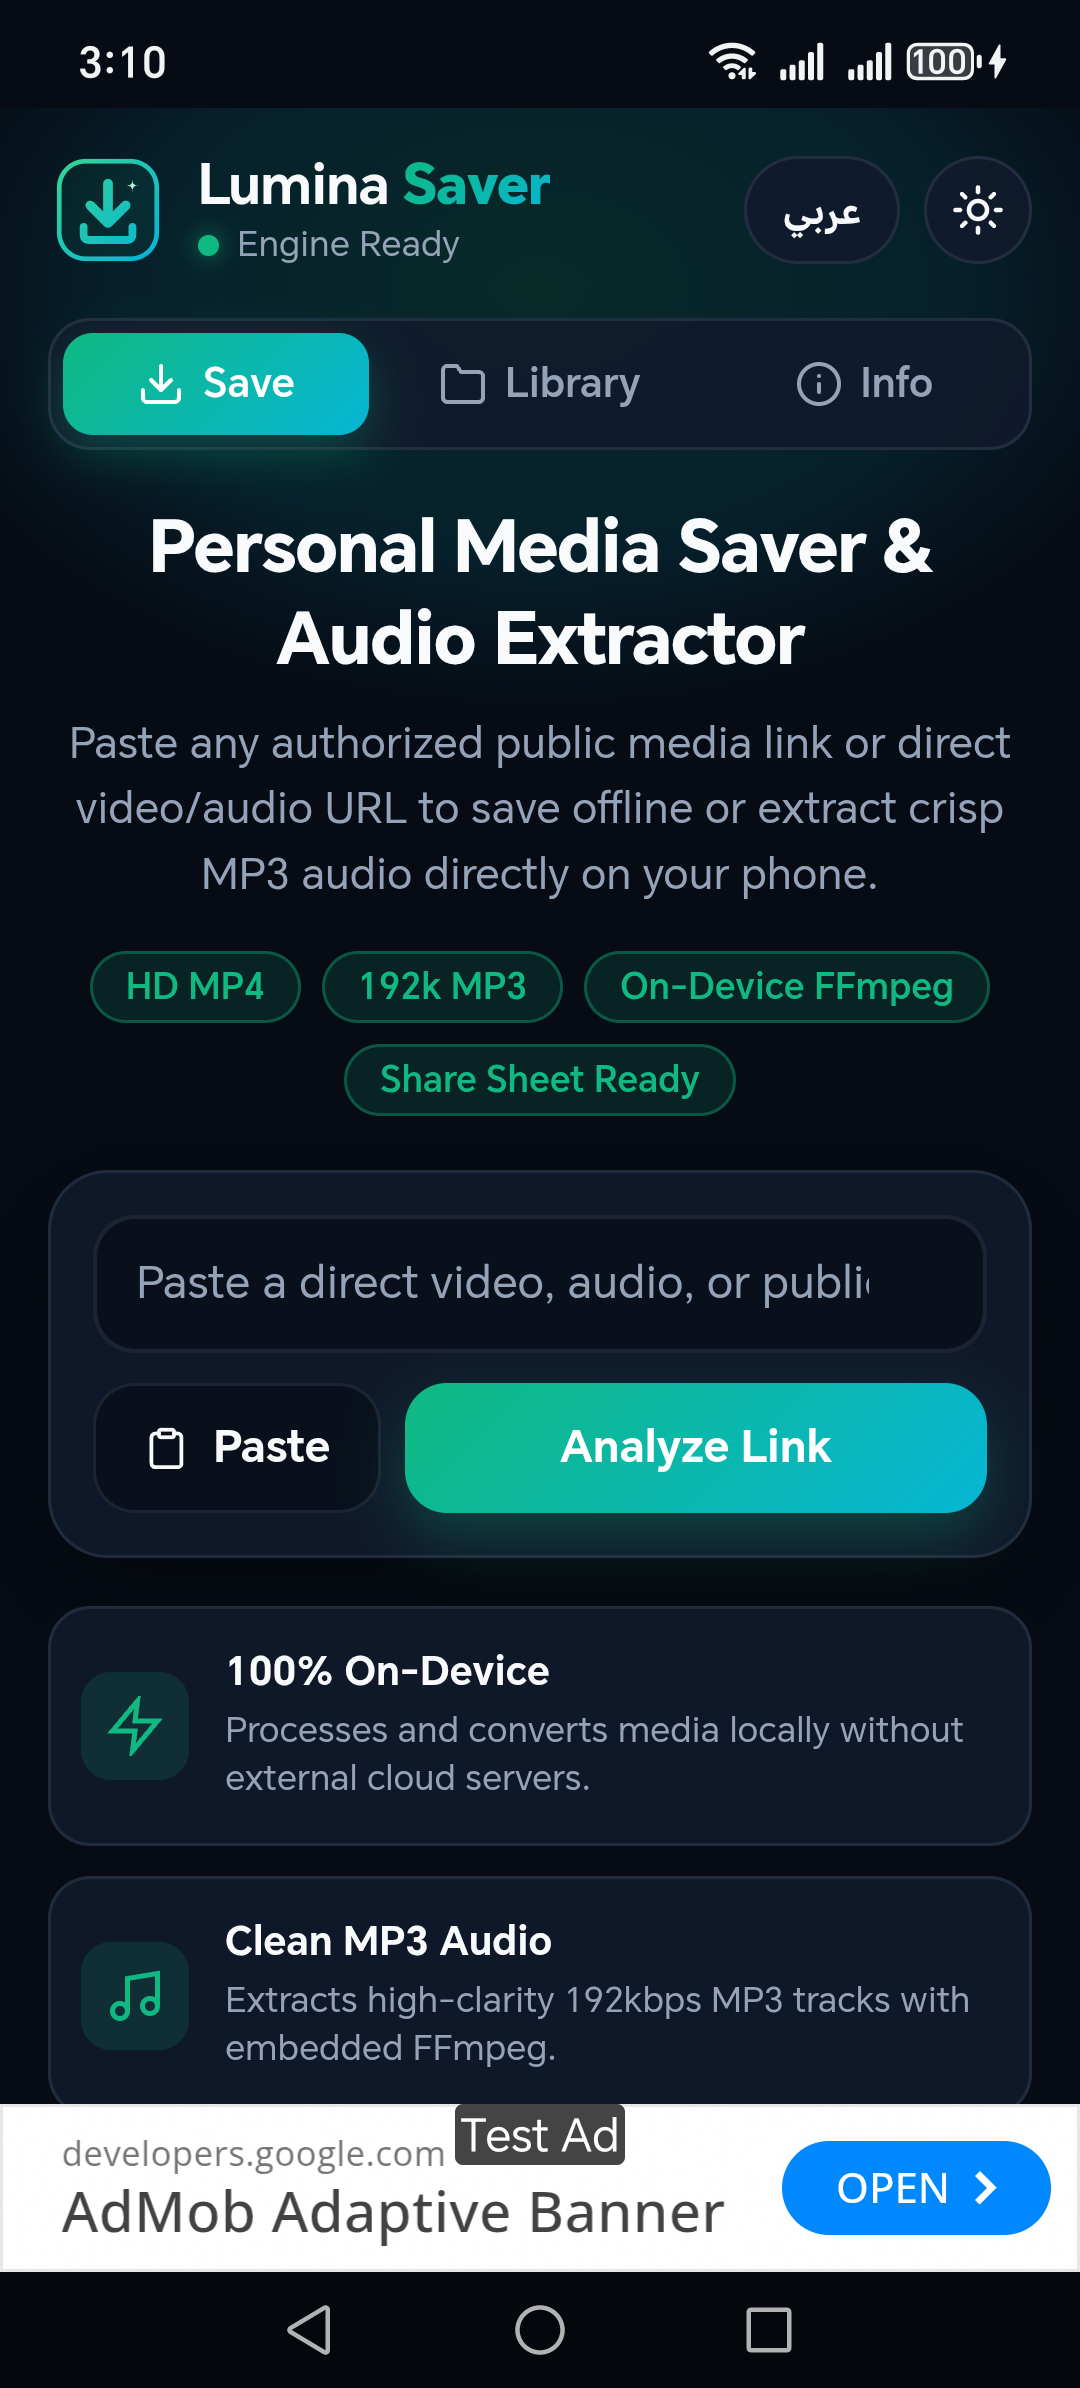 3:10
100
Lumina Saver
Engine Ready
عربي
Save
Library
Info
Personal Media Saver &
Audio Extractor
Paste any authorized public media link or direct
video/audio URL to save offline or extract crisp
MP3 audio directly on your phone.
HD MP4
192k MP3
On-Device FFmpeg
Share Sheet Ready
Paste a direct video, audio, or public
Paste
Analyze Link
100% On-Device
Processes and converts media locally without
external cloud servers.
Clean MP3 Audio
Extracts high-clarity 192kbps MP3 tracks with
embedded FFmpeg.
Test Ad
developers.google.com
AdMob Adaptive Banner
OPEN